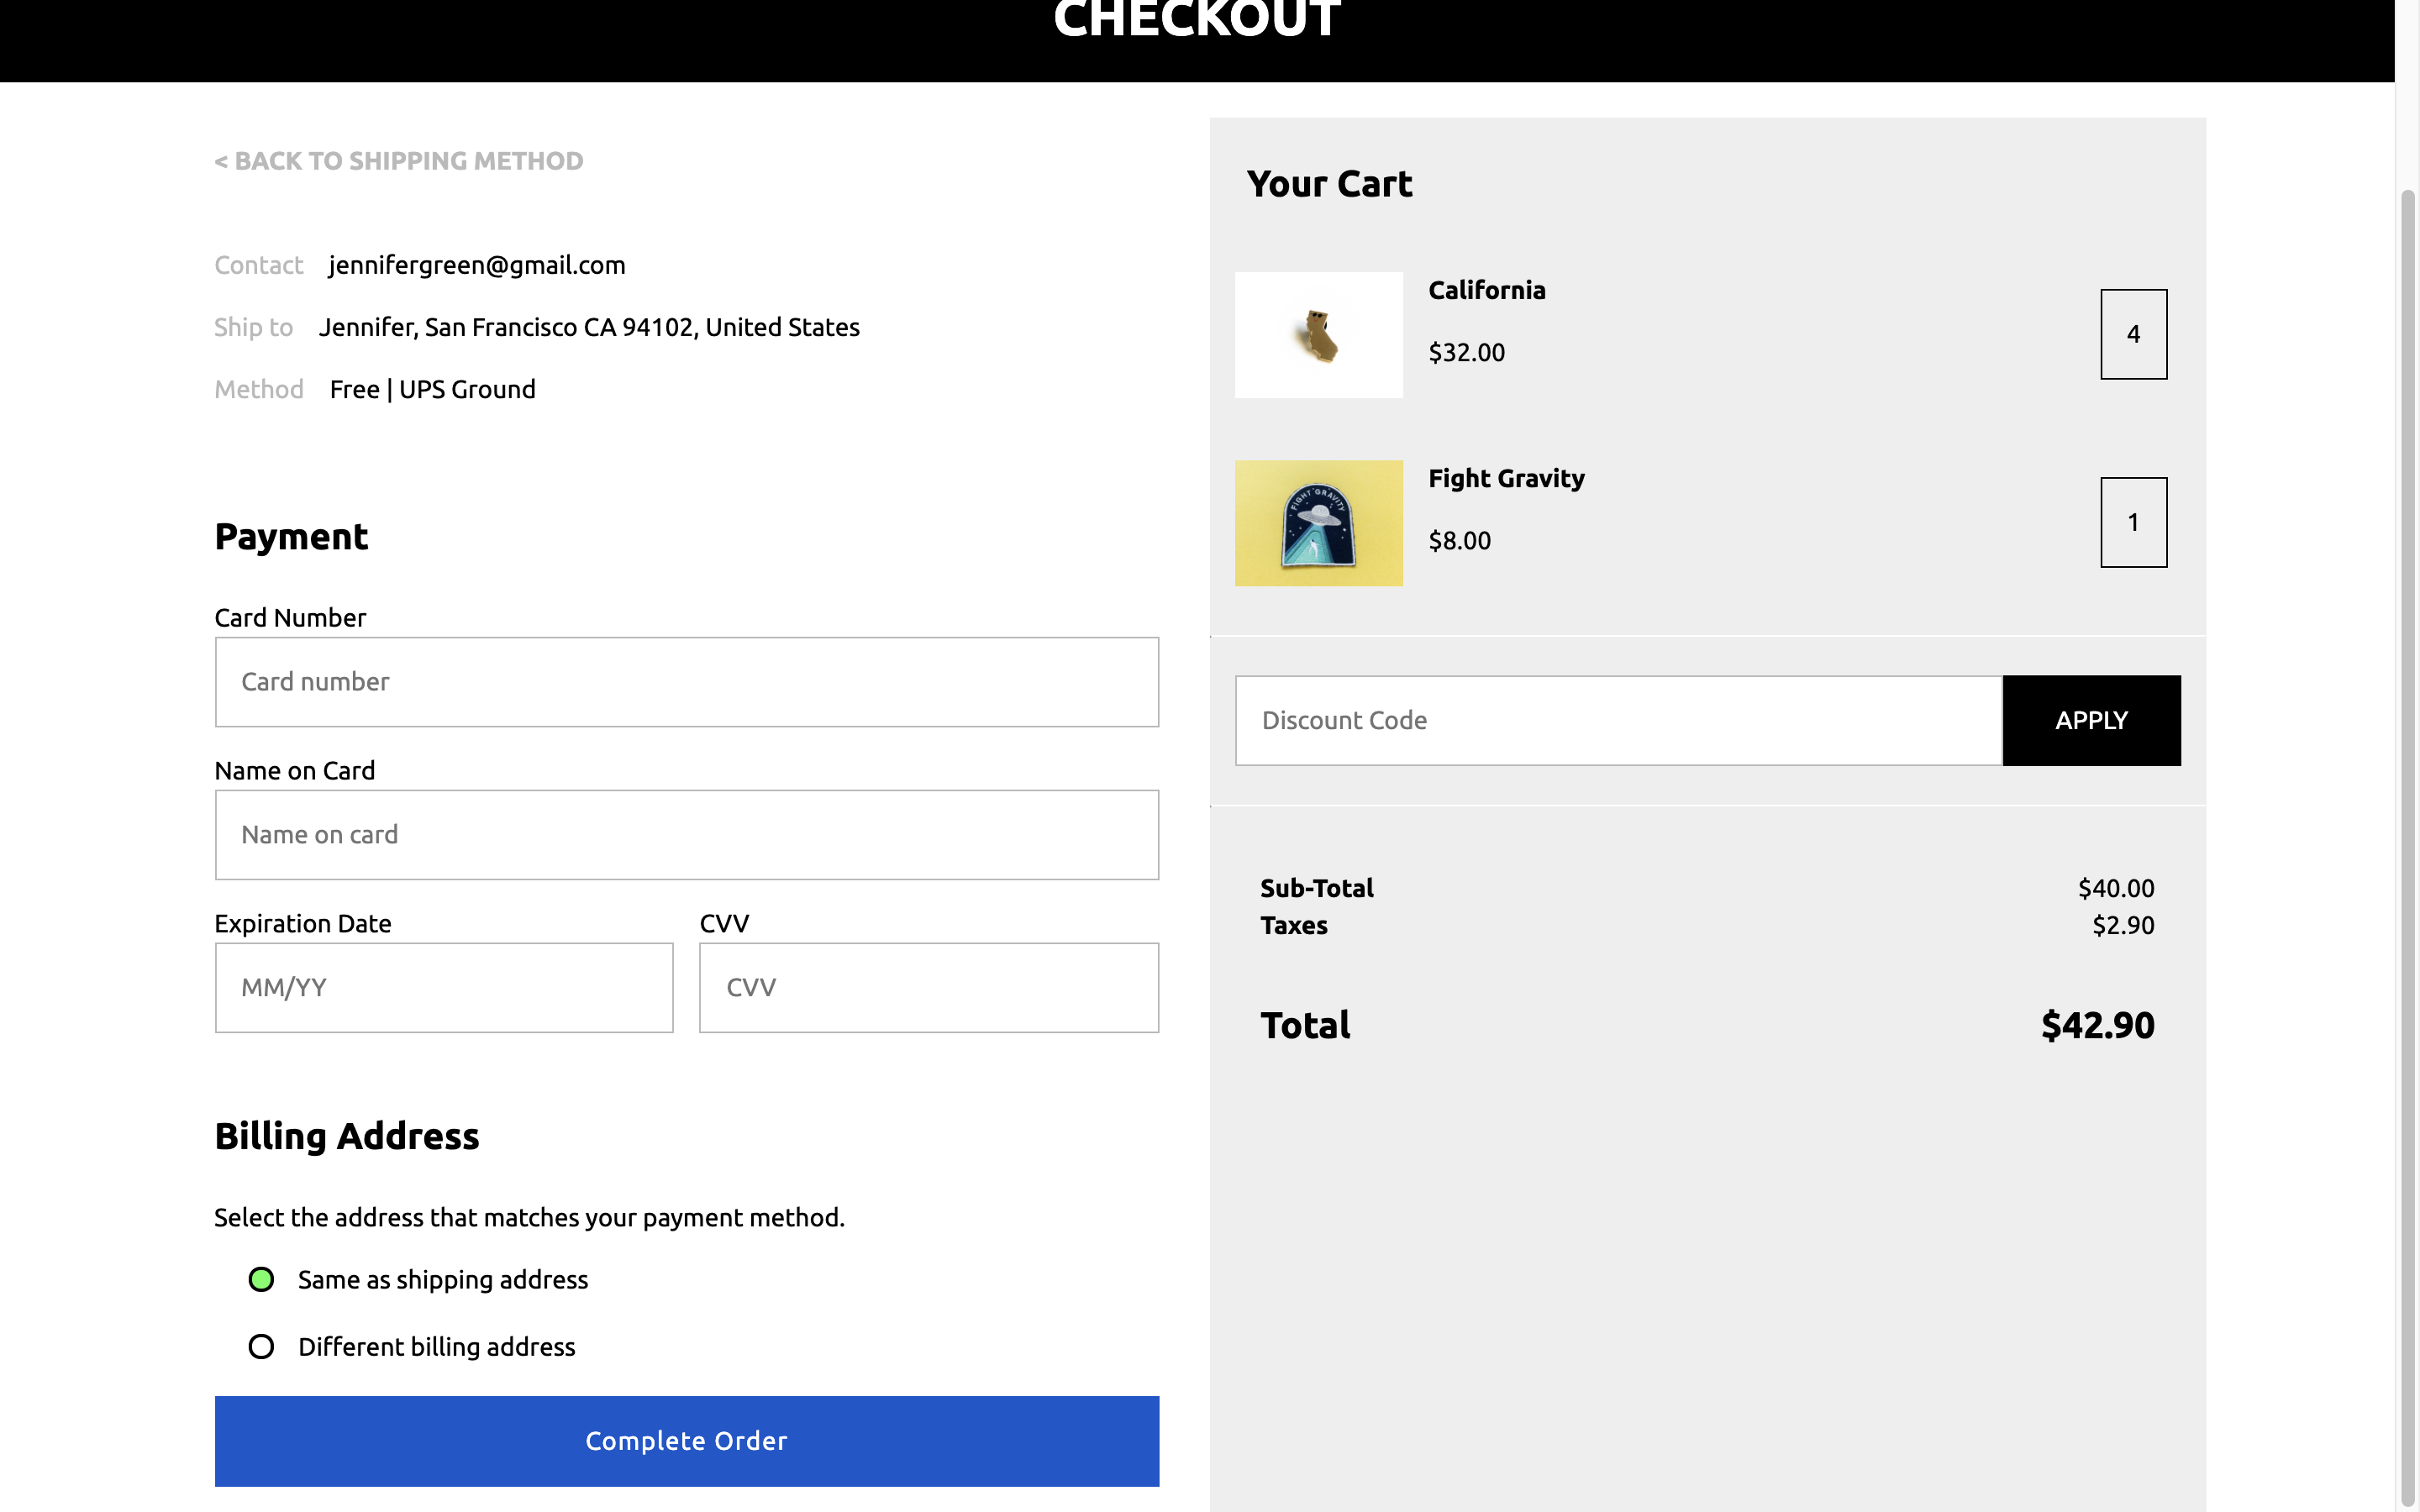 CHECKOUT
< BACK TO SHIPPING METHOD
Contact jennifergreen@gmail.com
Ship to Jennifer, San Francisco CA 94102, United States
Method Free | UPS Ground
Payment
Card Number
Card number
Name on Card
Name on card
Expiration Date CVV
MM/YY CVV
Billing Address
Select the address that matches your payment method.
Same as shipping address
Different billing address
Complete Order
Your Cart
California
$32.00
4
FIGHT GRAVITY
Fight Gravity
$8.00
1
Discount Code APPLY
Sub-Total $40.00
Taxes $2.90
Total $42.90